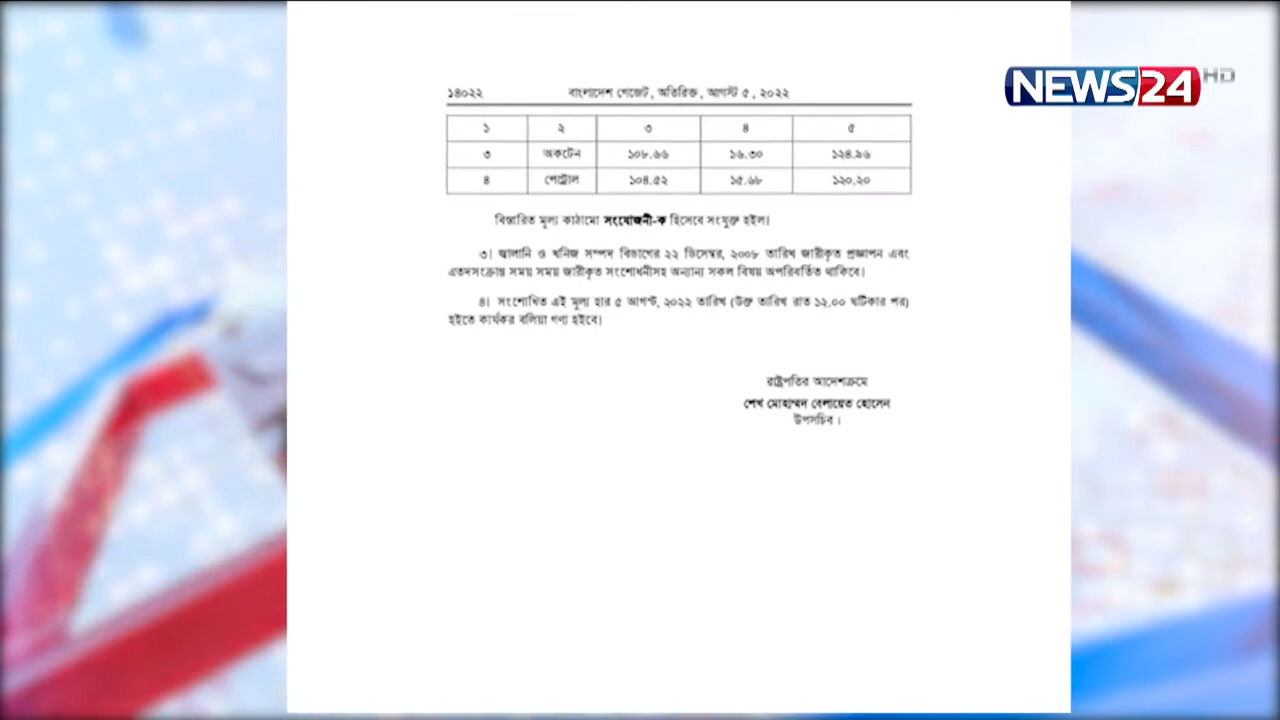 NEWS24 HD
১৪০২২ বাংলাদেশ গেজেট, অতিরিক্ত, আগস্ট ৫, ২০২২
১ ২ ৩ ৪ ৫
৩ অকটেন ১০৮.৬৬ ১৬.৩০ ১২৪.৯৬
৪ পেট্রোল ১০৪.৫২ ১৫.৬৮ ১২০.২০
বিস্তারিত মূল্য কাঠামো সংযোজনী-ক হিসেবে সংযুক্ত হইল।
৩। জ্বালানি ও খনিজ সম্পদ বিভাগের ২২ ডিসেম্বর, ২০০৮ তারিখ জারীকৃত প্রজ্ঞাপন এবং
এতদসংক্রান্ত সময় সময় জারীকৃত সংশোধনীসহ অন্যান্য সকল বিষয় অপরিবর্তিত থাকিবে।
৪। সংশোধিত এই মূল্য হার ৫ আগস্ট, ২০২২ তারিখ (উক্ত তারিখ রাত ১২.০০ ঘটিকার পর)
হইতে কার্যকর বলিয়া গণ্য হইবে।
রাষ্ট্রপতির আদেশক্রমে
শেখ মোহাম্মদ বেলায়েত হোসেন
উপসচিব।